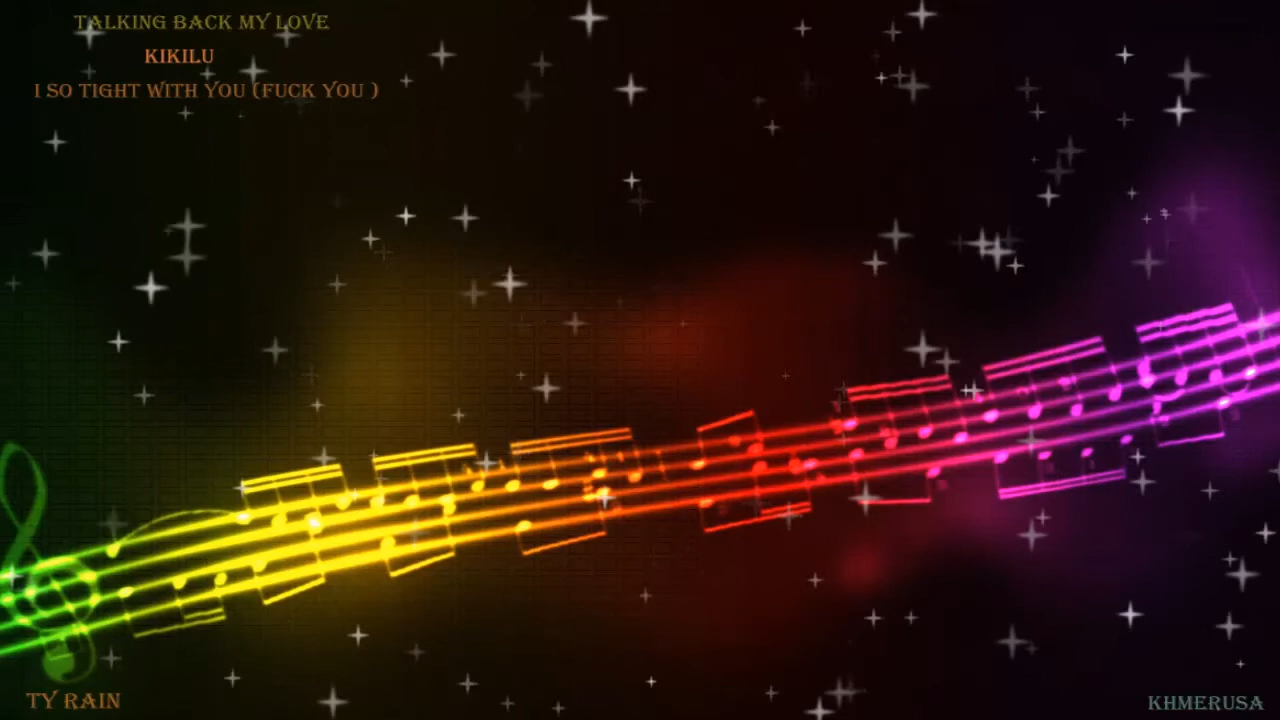 TALKING BACK MY LOVE
KIKILU
I SO TIGHT WITH YOU (FUCK YOU )
TY RAIN
KHMERUSA